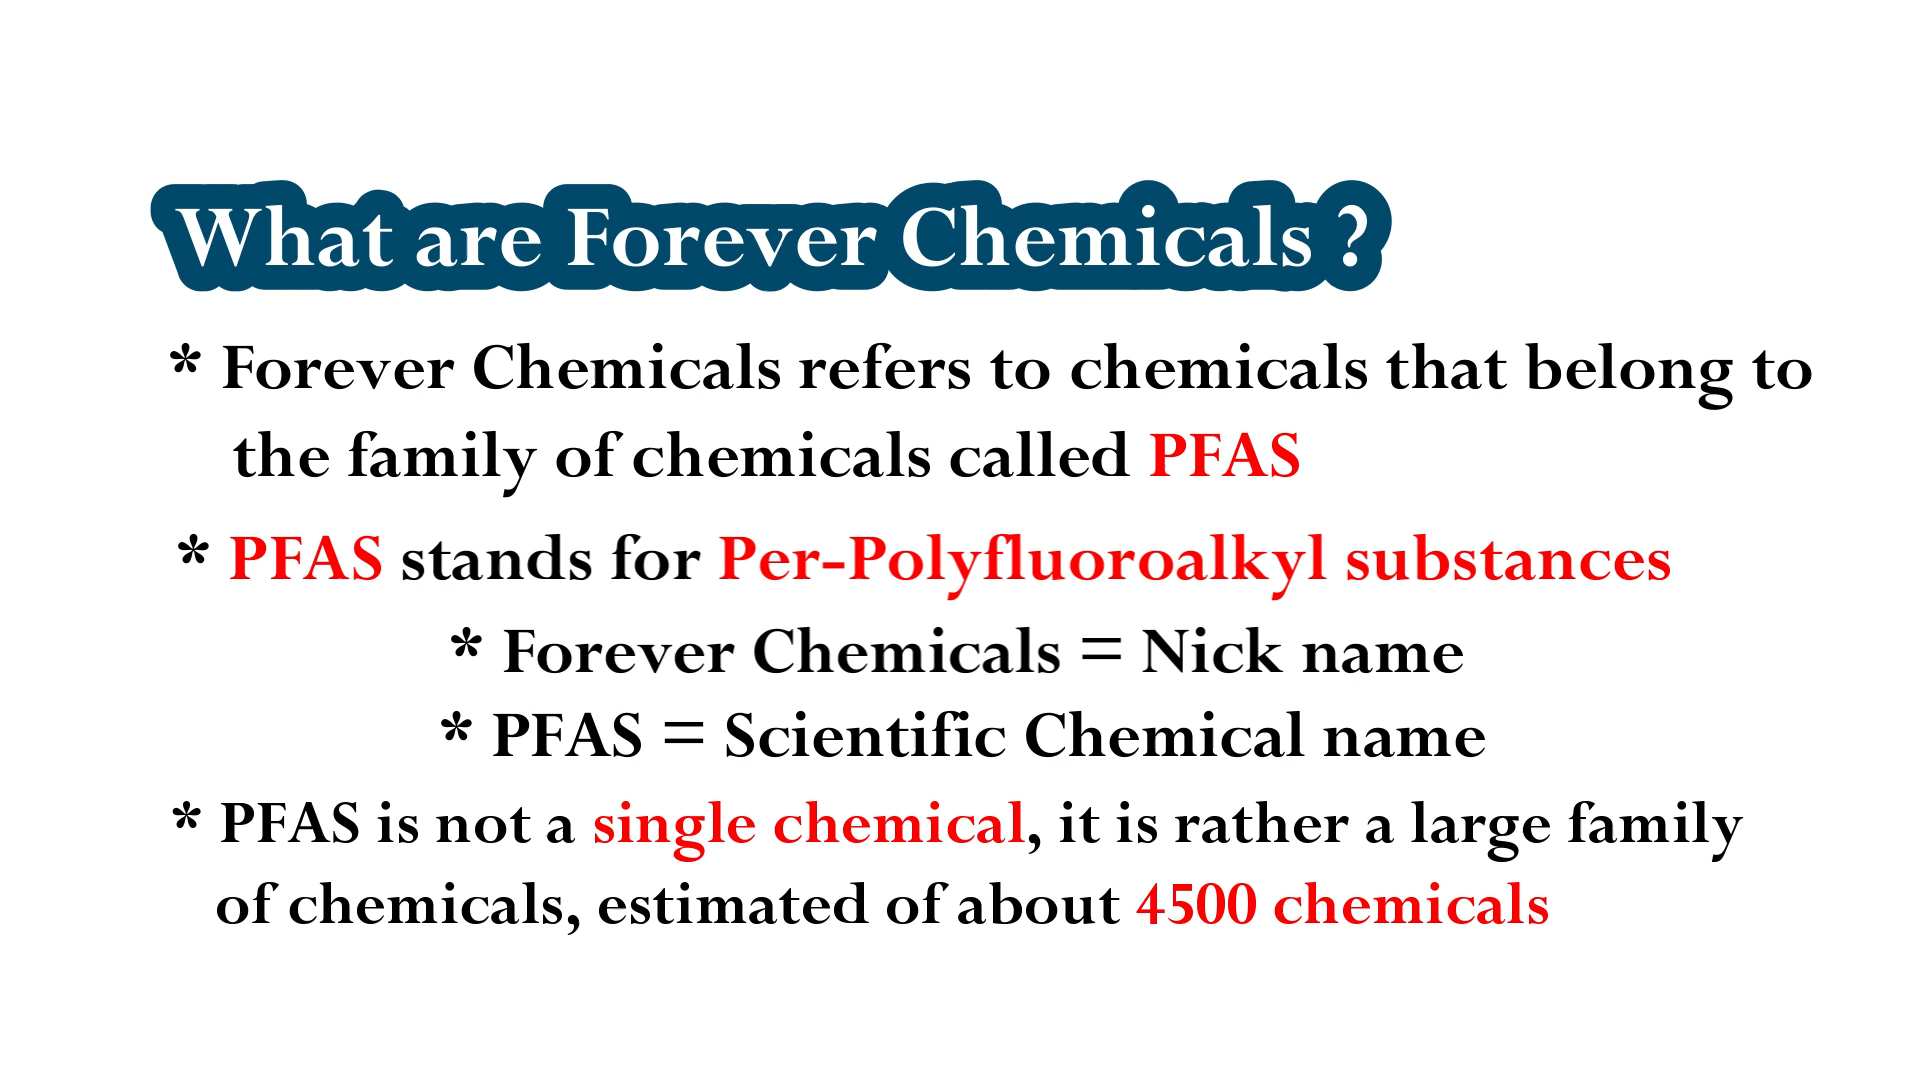 What are Forever Chemicals ?
* Forever Chemicals refers to chemicals that belong to
the family of chemicals called PFAS
* PFAS stands for Per-Polyfluoroalkyl substances
* Forever Chemicals = Nick name
* PFAS = Scientific Chemical name
* PFAS is not a single chemical, it is rather a large family
of chemicals, estimated of about 4500 chemicals